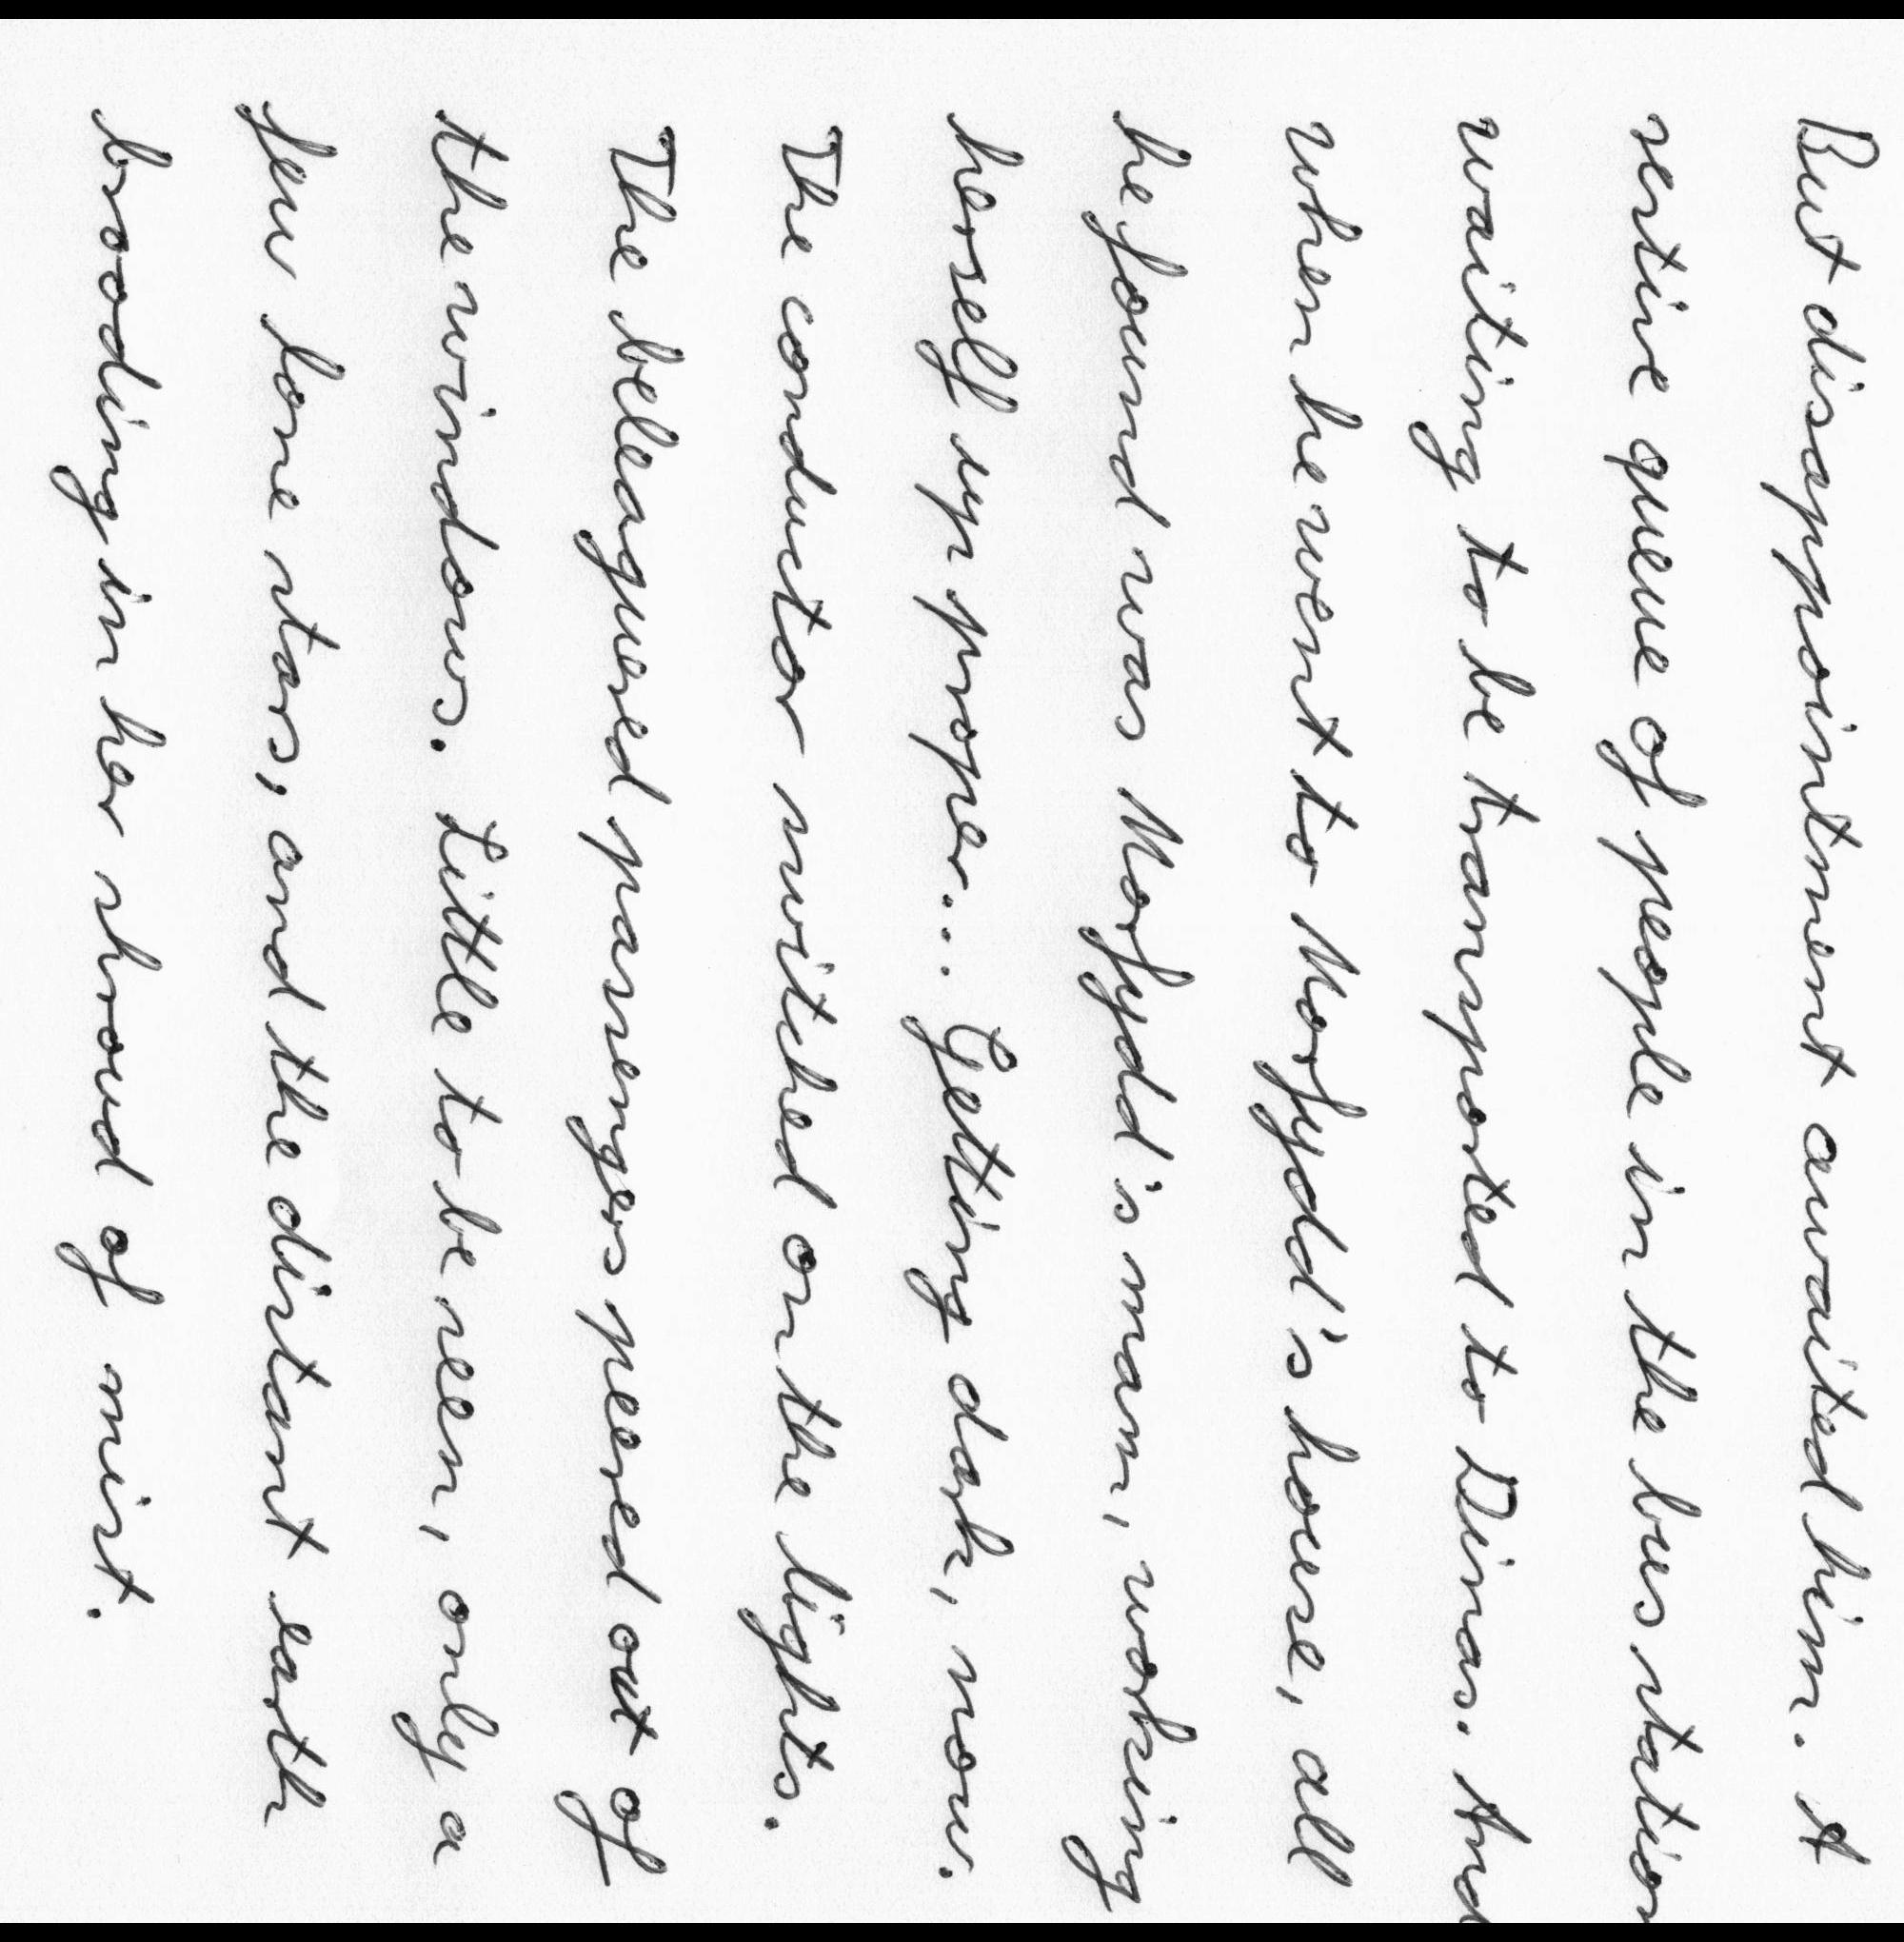 But disappointment awaited him. A
restive queue of people in the bus station
waiting to be transported to Dinas. And
when he went to Morfydd's house, all
he found was Morfydd's mam, working
herself up proper... Getting dark, now.
The conductor switched on the lights.
The beleaguered passengers peered out of
the windows. Little to be seen, only a
few lone stars, and the distant earth
brooding in her shroud of mist.